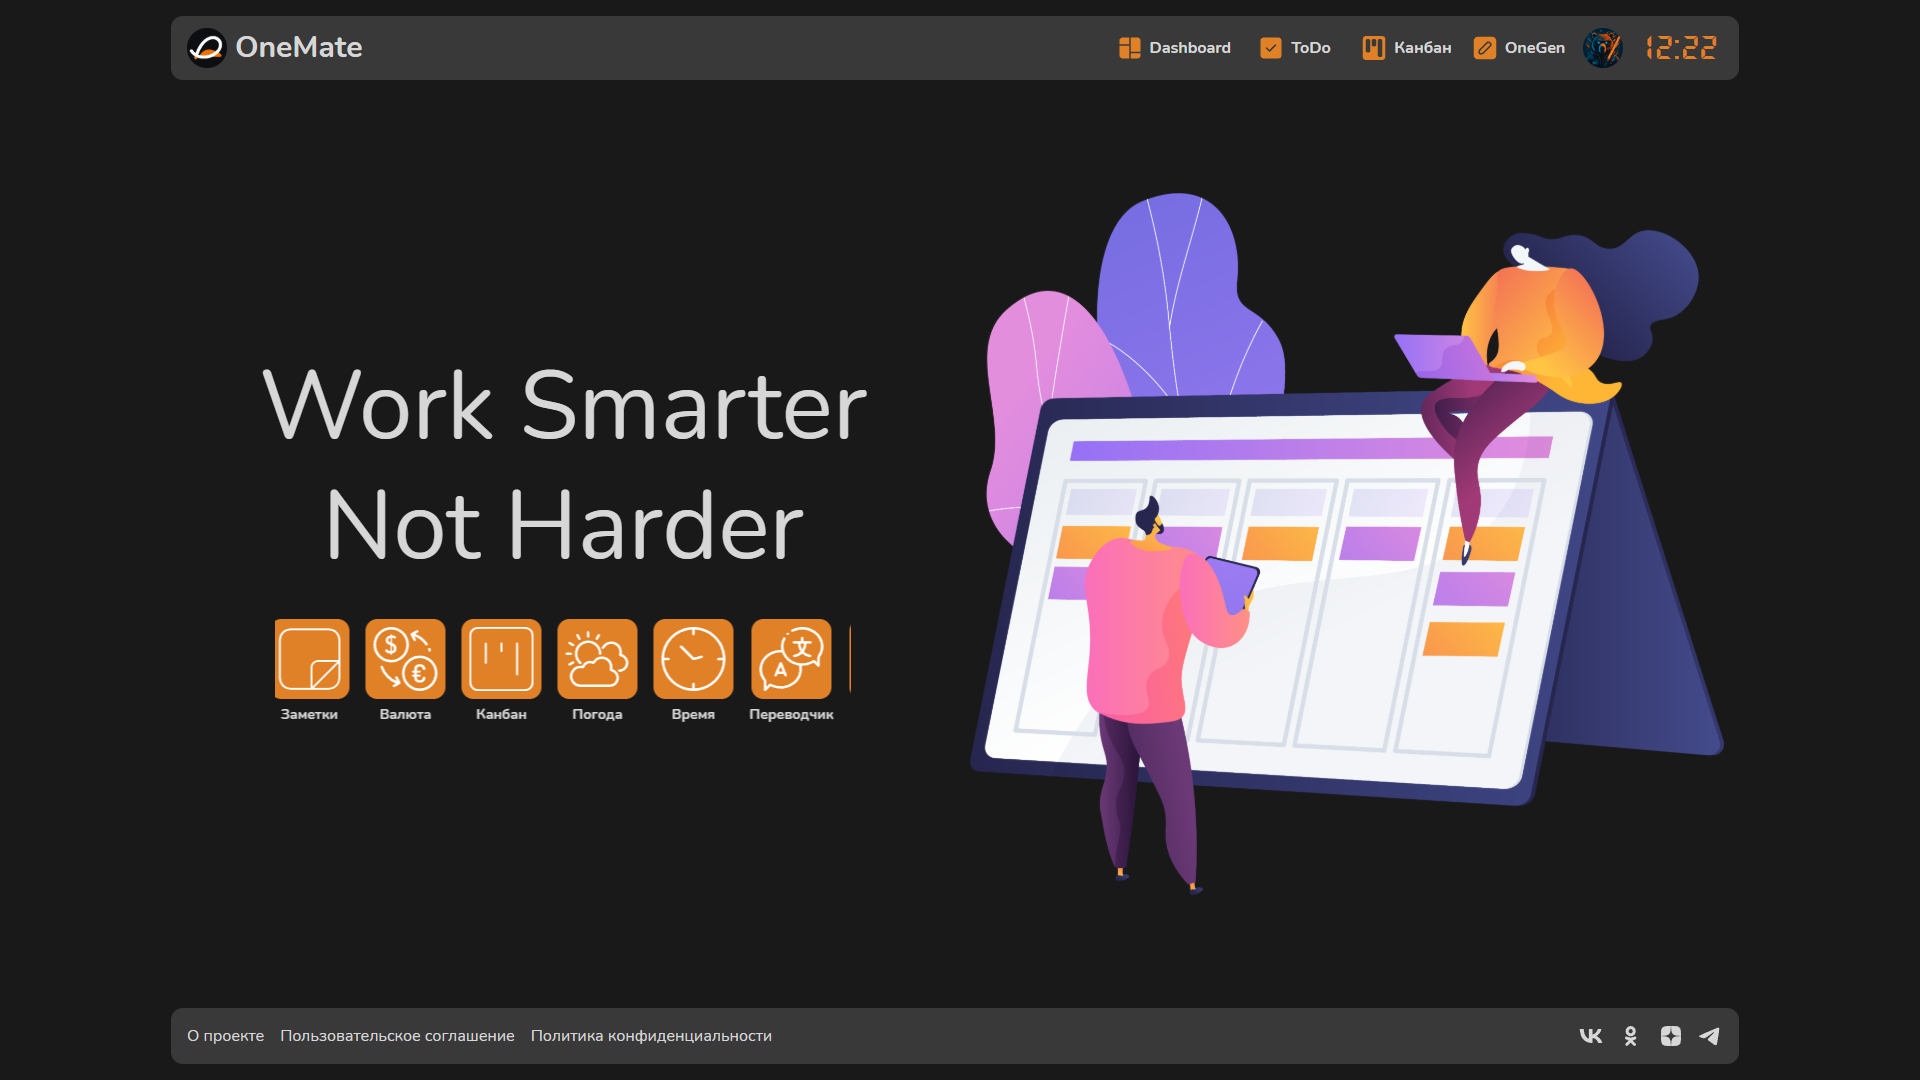 OneMate
Dashboard
ToDo
Канбан
OneGen
12:22
Work Smarter
Not Harder
$
€
文
A
Заметки
Валюта
Канбан
Погода
Время
Переводчик
О проекте
Пользовательское соглашение
Политика конфиденциальности